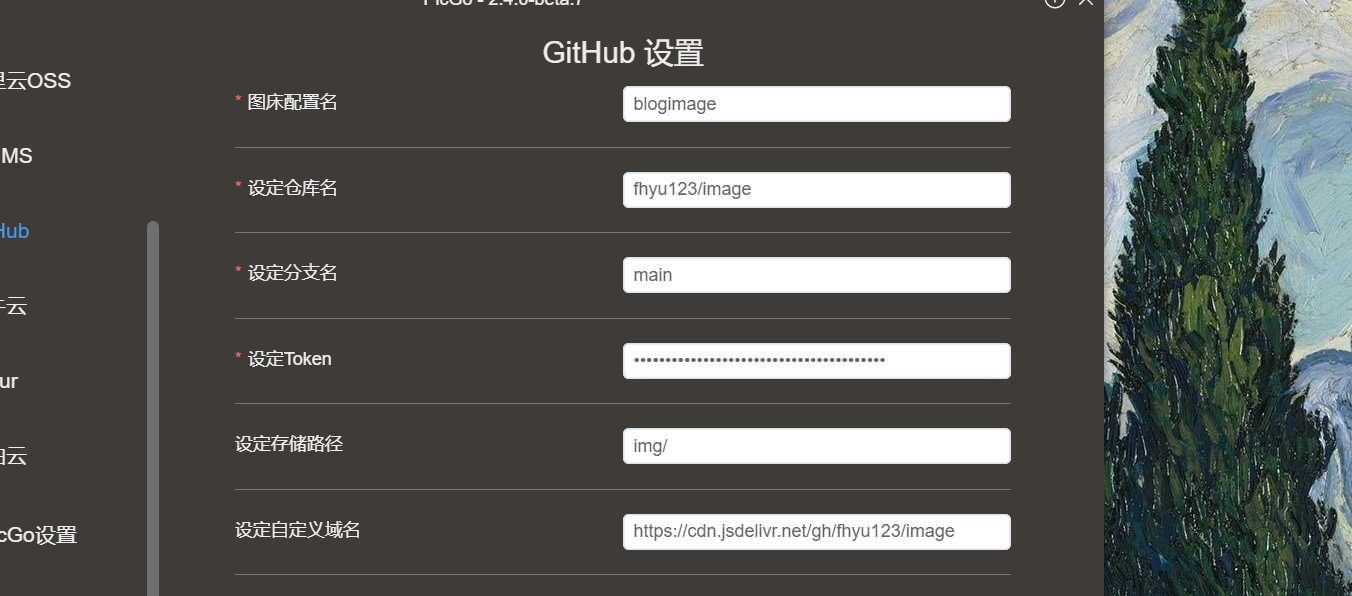 PicGo - 2.4.0-beta.7
GitHub 设置
里云OSS
* 图床配置名
blogimage
MS
* 设定仓库名
fhyu123/image
Hub
* 设定分支名
main
牛云
* 设定Token
ur
设定存储路径
img/
云
设定自定义域名
https://cdn.jsdelivr.net/gh/fhyu123/image
cGo设置